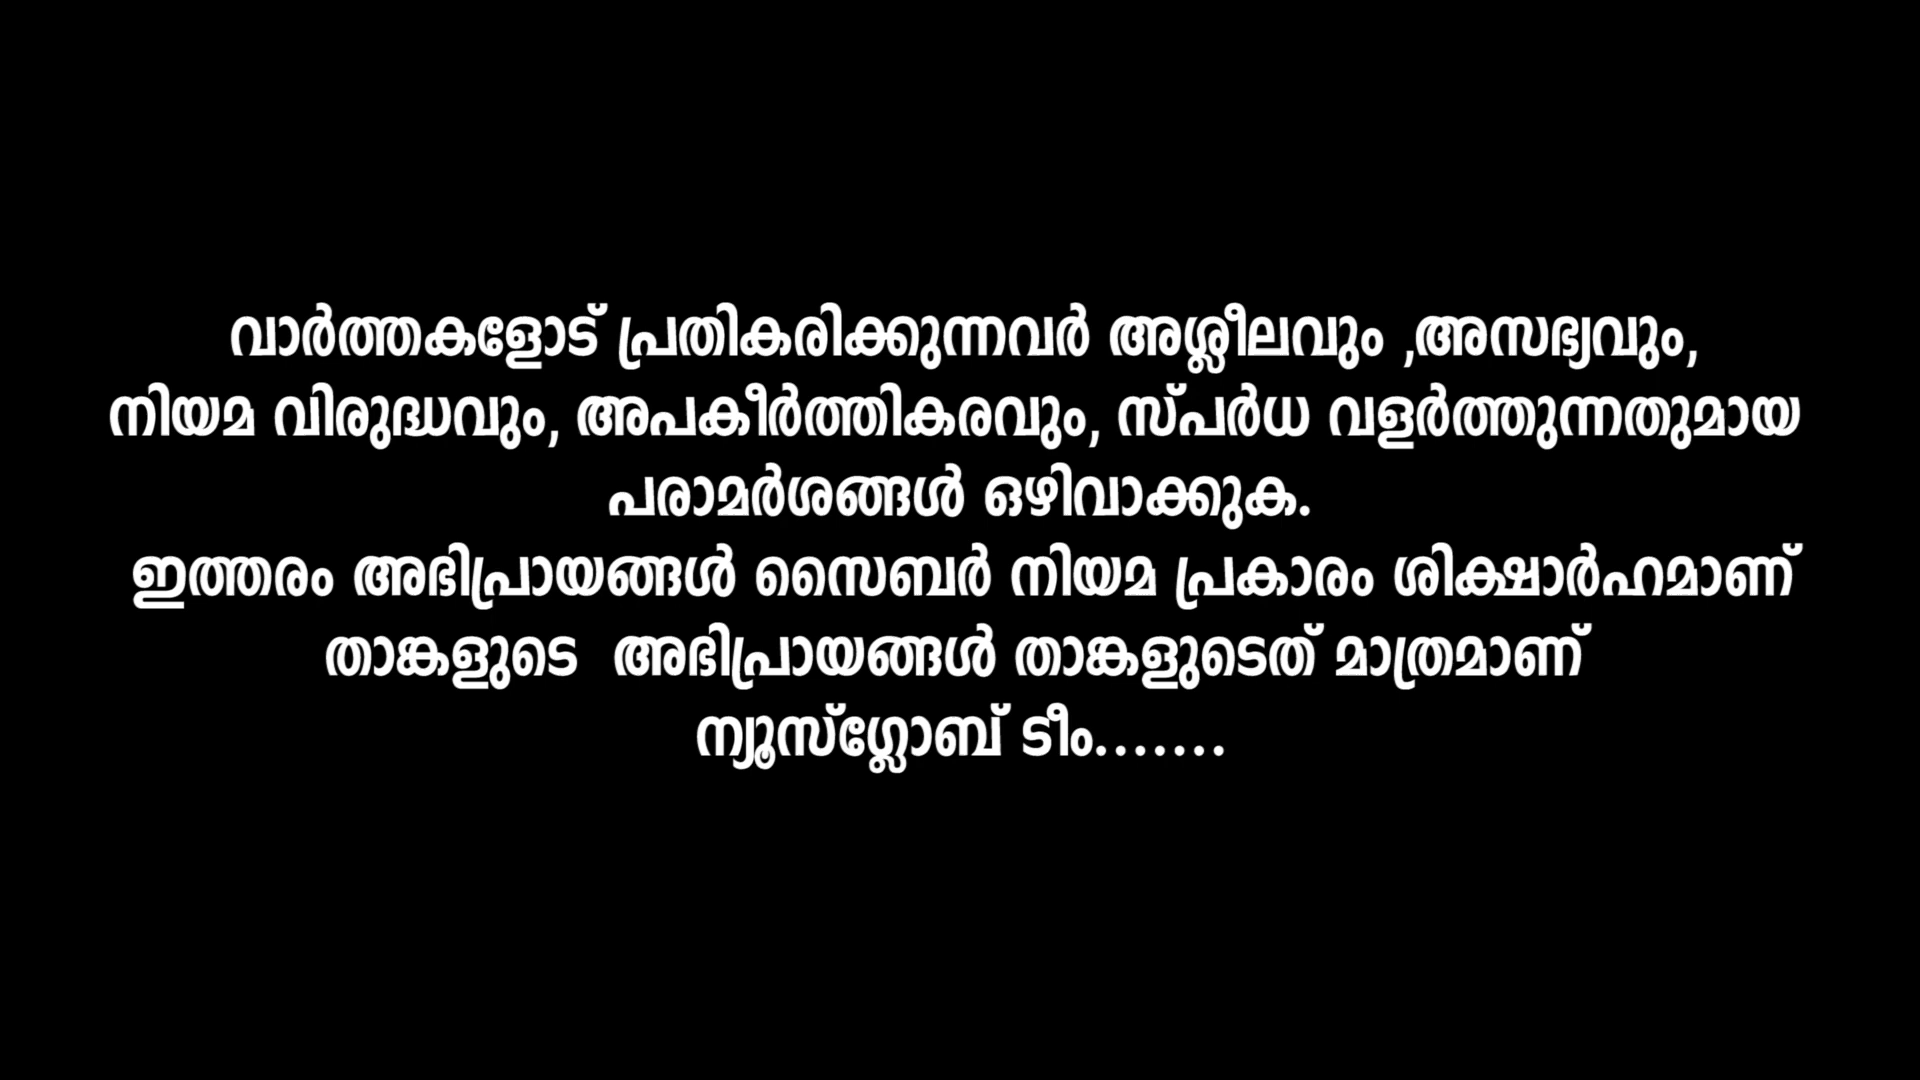 വാർത്തകളോട് പ്രതികരിക്കുന്നവർ അശ്ലീലവും ,അസഭ്യവും,
നിയമ വിരുദ്ധവും, അപകീർത്തികരവും, സ്പർധ വളർത്തുന്നതുമായ
പരാമർശങ്ങൾ ഒഴിവാക്കുക.
ഇത്തരം അഭിപ്രായങ്ങൾ സൈബർ നിയമ പ്രകാരം ശിക്ഷാർഹമാണ്
താങ്കളുടെ  അഭിപ്രായങ്ങൾ താങ്കളുടെത് മാത്രമാണ്
ന്യൂസ്ഗ്ലോബ് ടീം.......